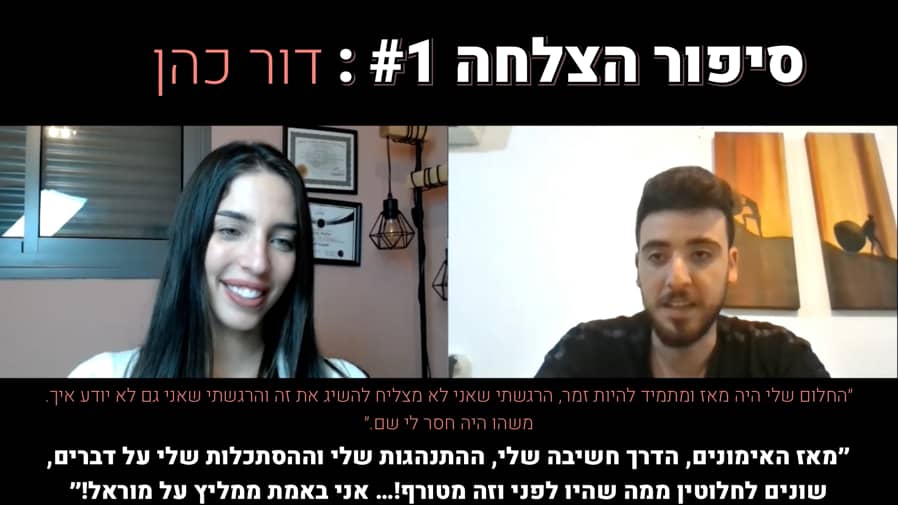 סיפור הצלחה #1 : דור כהן
"החלום שלי היה מאז ומתמיד להיות זמר, הרגשתי שאני לא מצליח להשיג את זה והרגשתי שאני גם לא יודע איך.
משהו היה חסר לי שם."
"מאז האימונים, הדרך חשיבה שלי, ההתנהגות שלי וההסתכלות שלי על דברים,
שונים לחלוטין ממה שהיו לפני וזה מטורף!... אני באמת ממליץ על מוראל!"